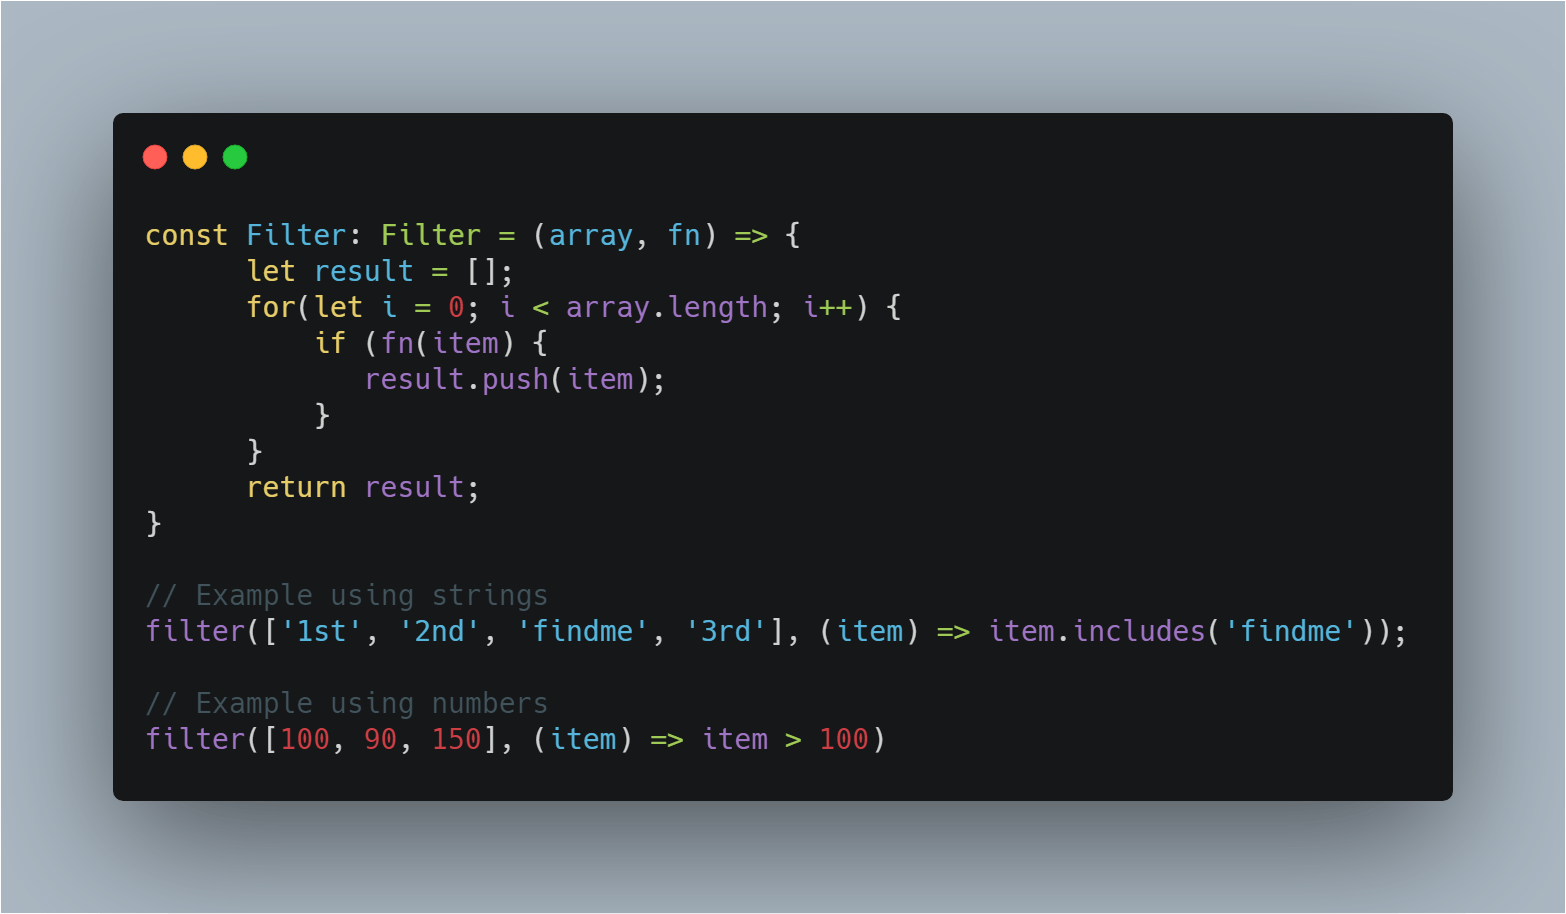 const Filter: Filter = (array, fn) => {
      let result = [];
      for(let i = 0; i < array.length; i++) {
          if (fn(item) {
             result.push(item);
          }
      }
      return result;
}

// Example using strings
filter(['1st', '2nd', 'findme', '3rd'], (item) => item.includes('findme'));

// Example using numbers
filter([100, 90, 150], (item) => item > 100)